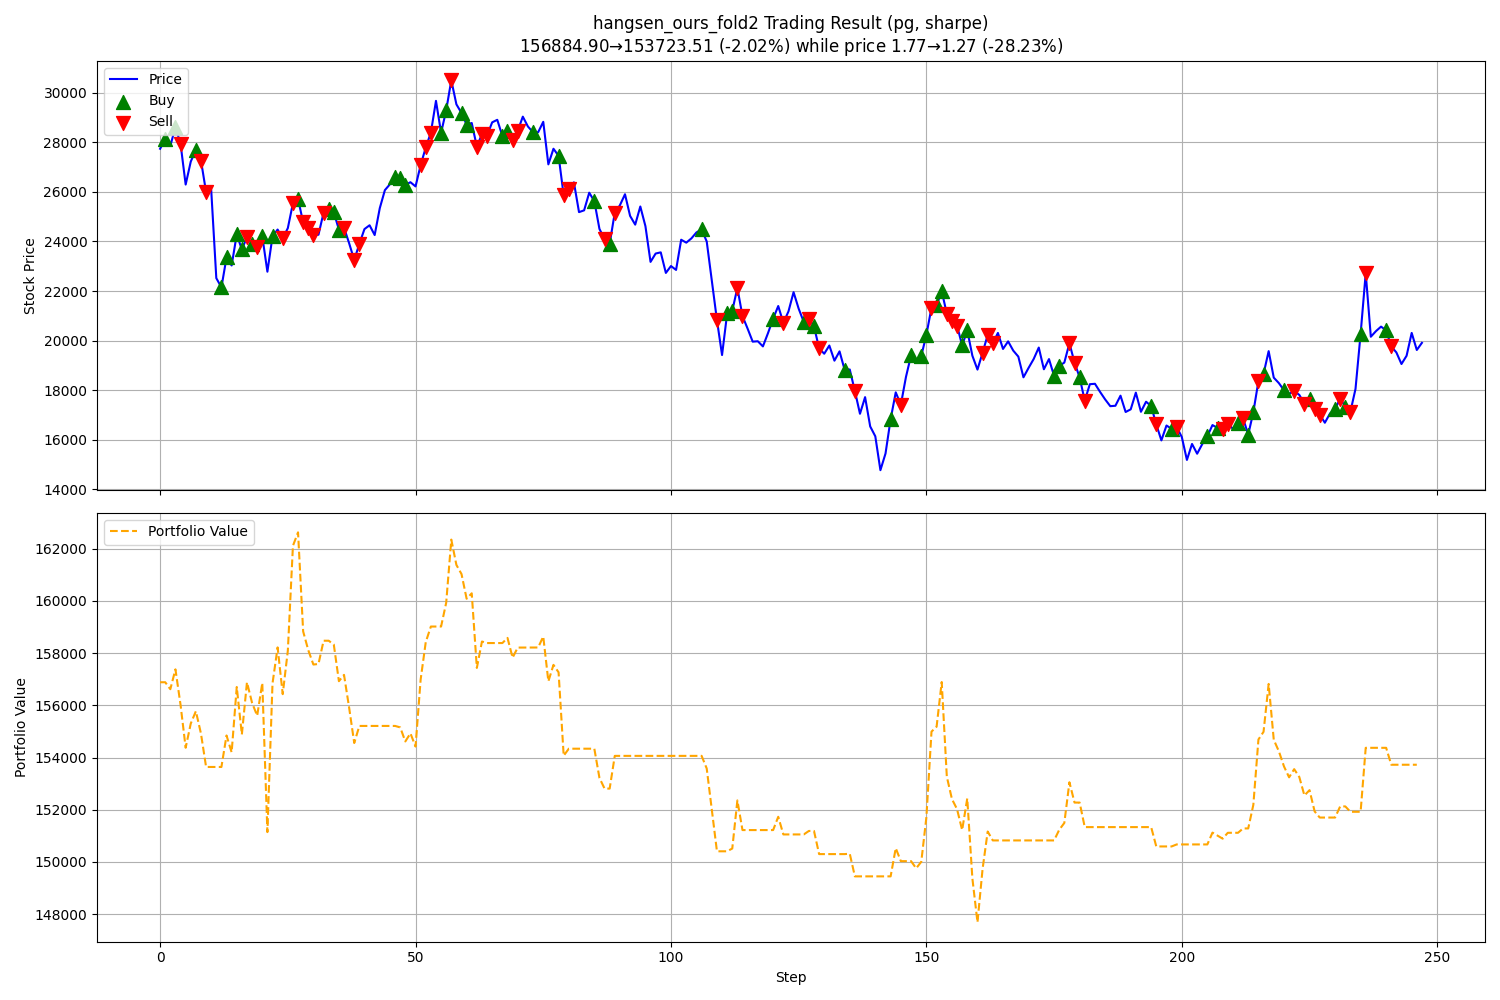 hangsen_ours_fold2 Trading Result (pg, sharpe)
156884.90→153723.51 (-2.02%) while price 1.77→1.27 (-28.23%)
Price
Buy
Sell
Stock Price
30000
28000
26000
24000
22000
20000
18000
16000
14000
Portfolio Value
Portfolio Value
162000
160000
158000
156000
154000
152000
150000
148000
0
50
100
150
200
250
Step